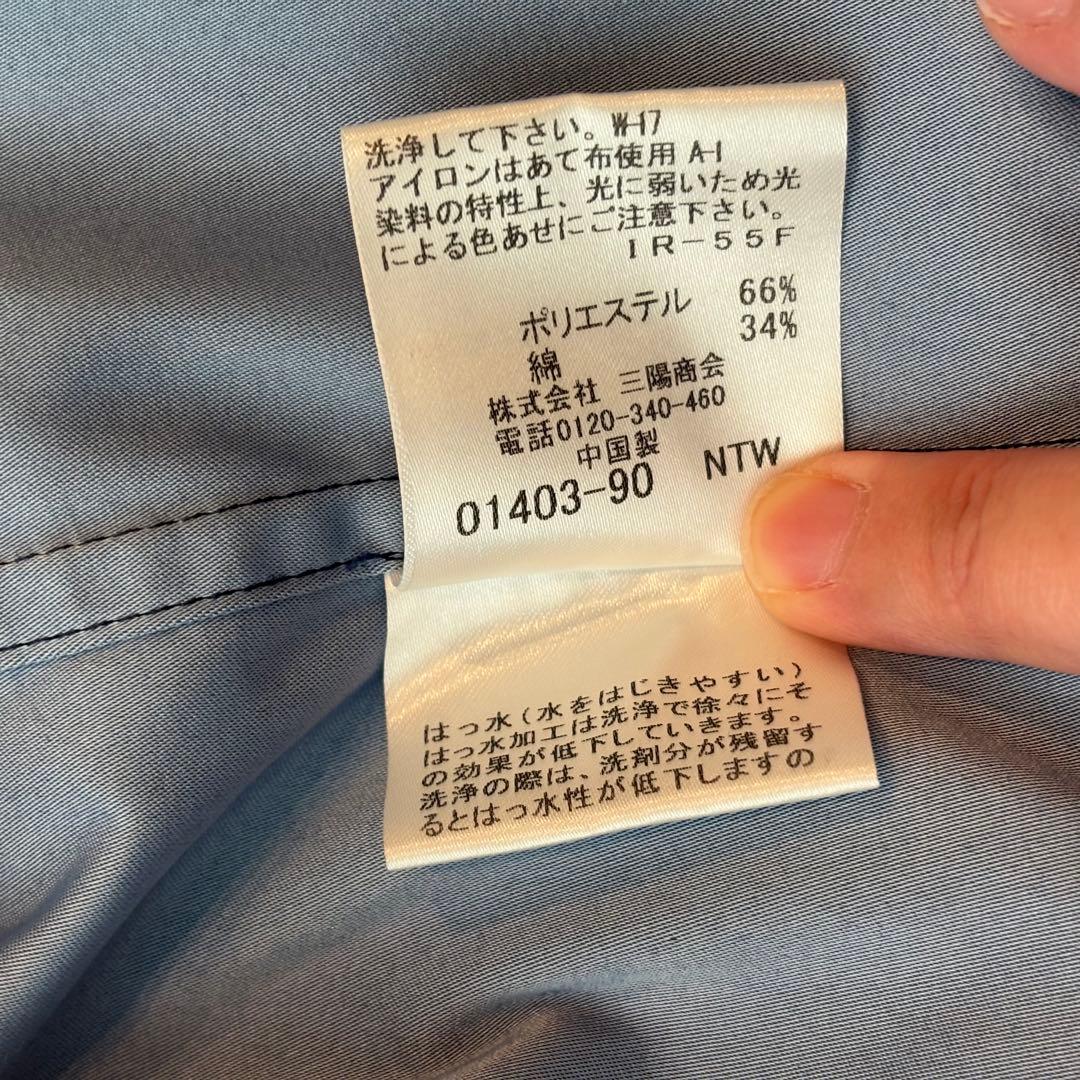 洗浄して下さい。W-17
アイロンはあて布使用 A-1
染料の特性上、光に弱いため光
による色あせにご注意下さい。
IR-55F
ポリエステル 66%
綿 34%
株式会社 三陽商会
電話0120-340-460
中国製
01403-90 NTW
はっ水(水をはじきやすい)
はっ水加工は洗浄で徐々にそ
の効果が低下していきます。
洗浄の際は、洗剤分が残留す
るとはっ水性が低下しますの